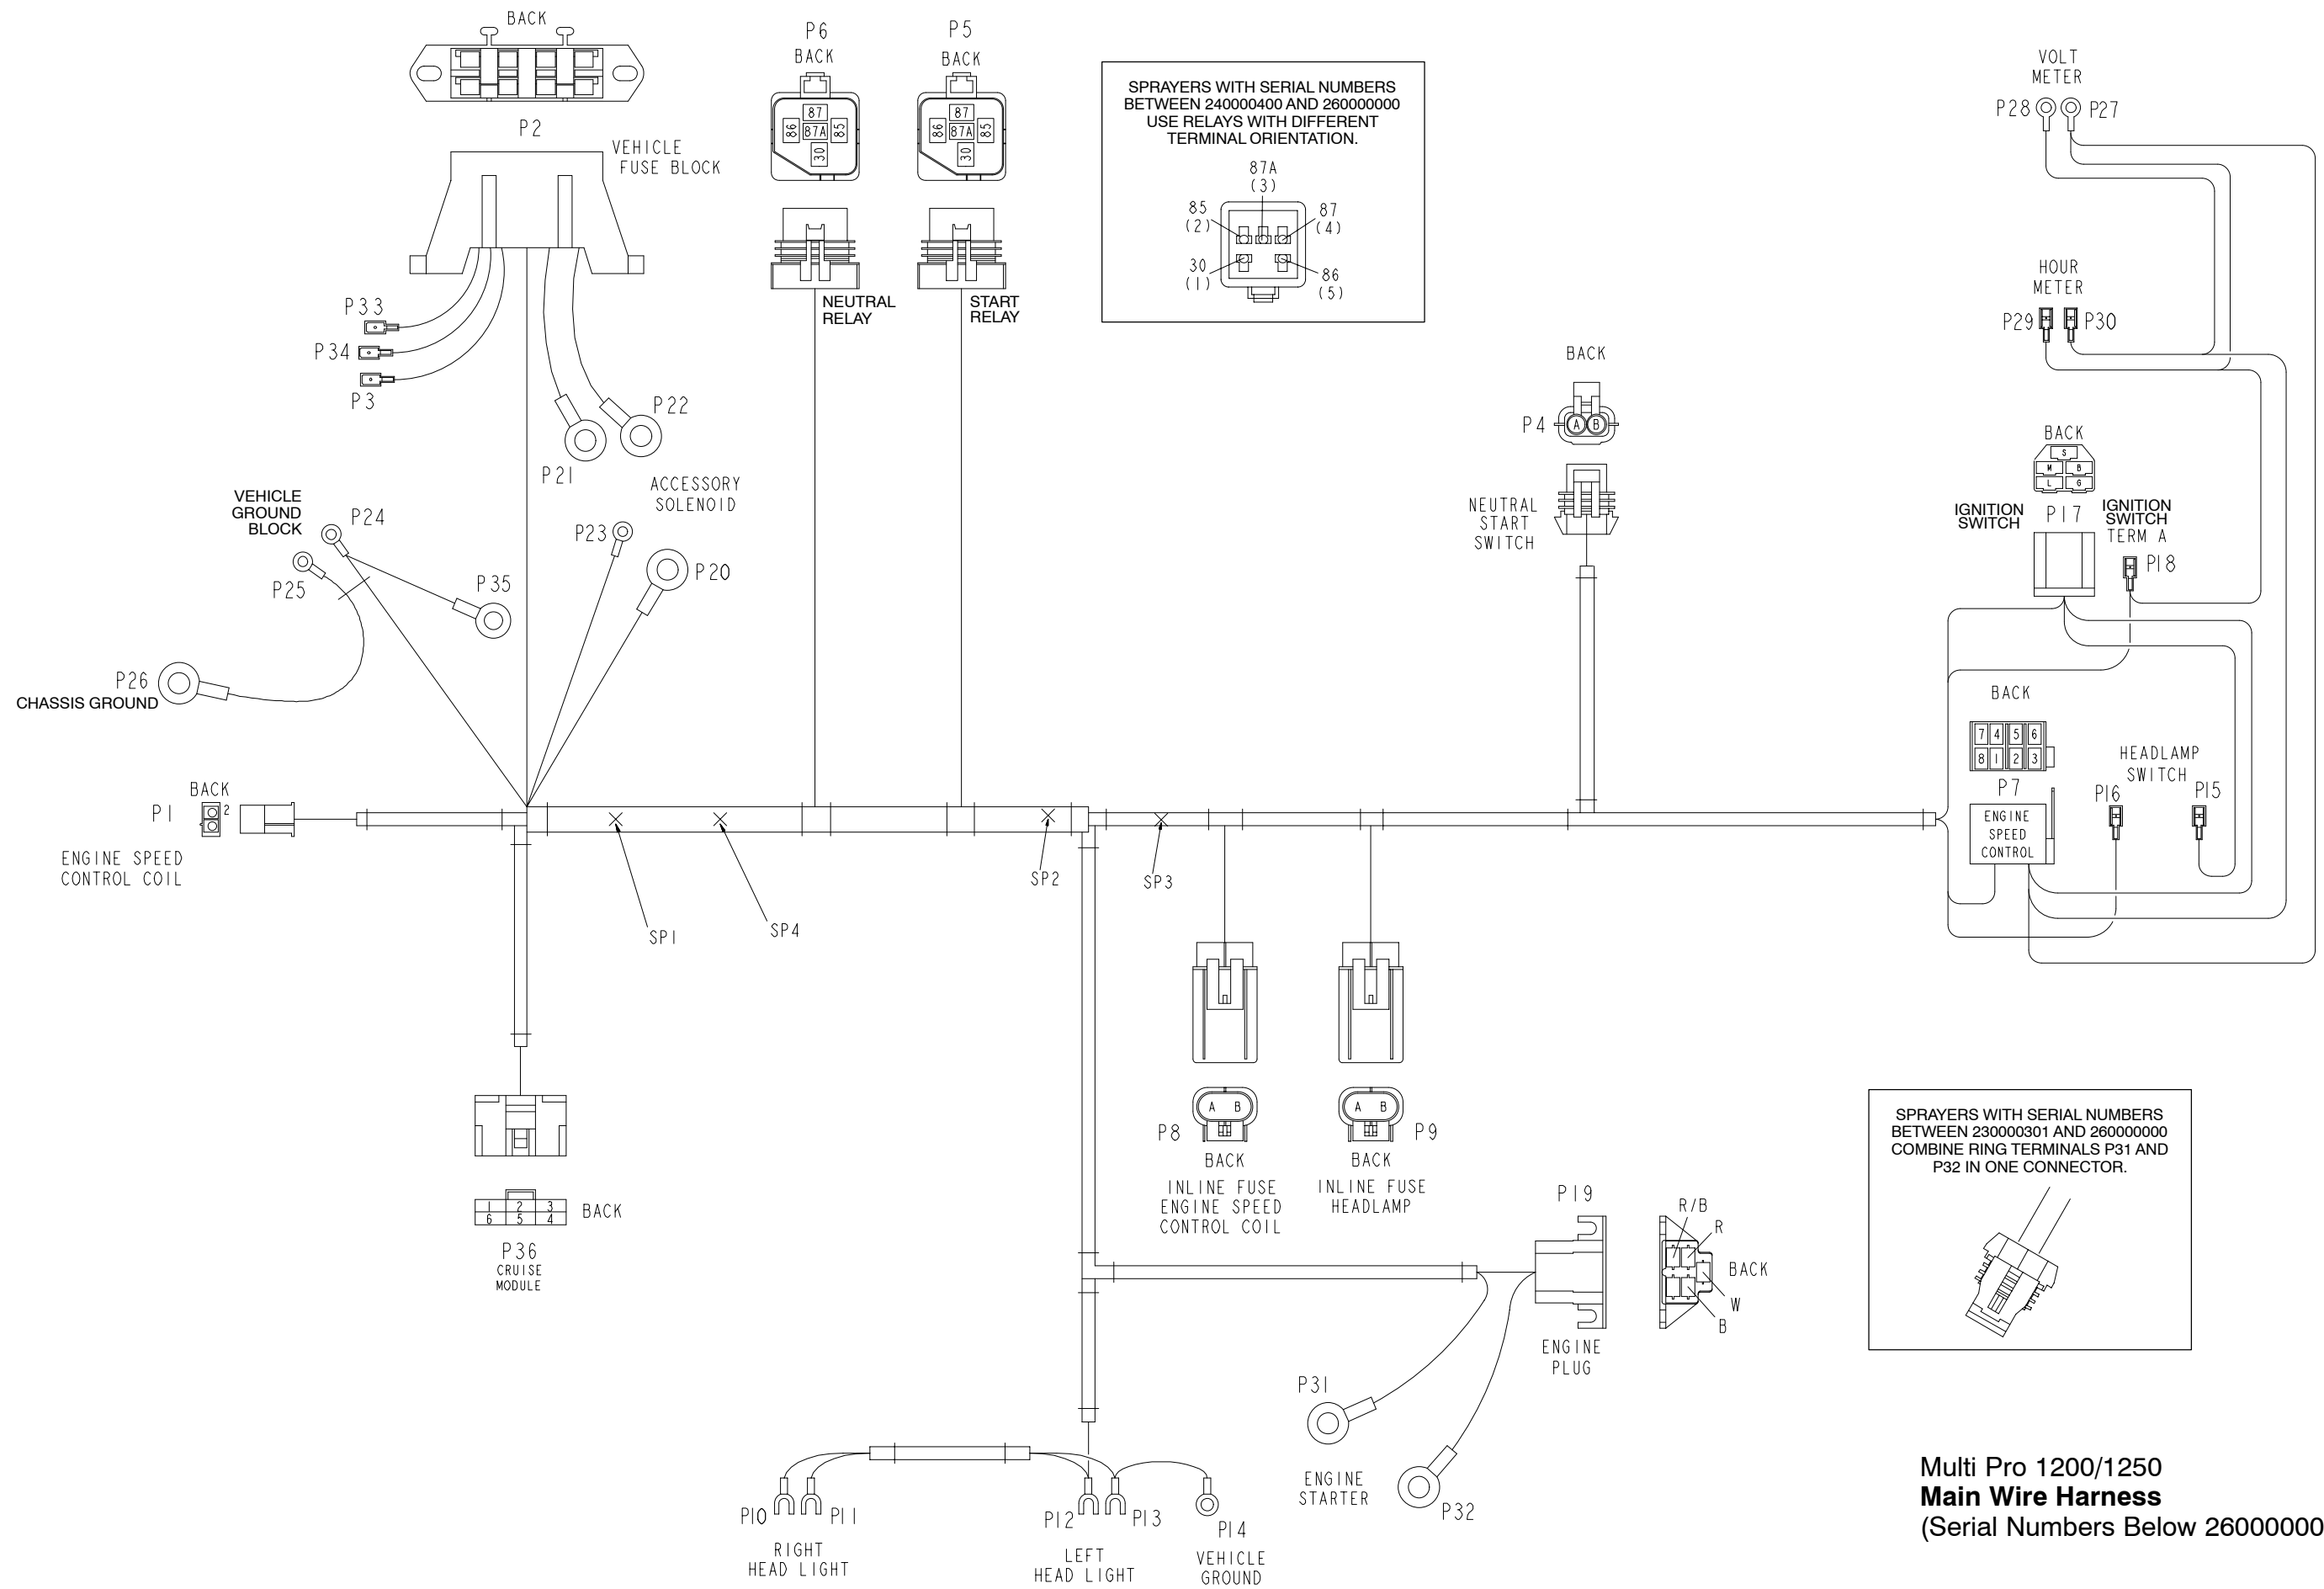 BACK
P2
VEHICLE
FUSE BLOCK
P33
P34
P3
P21
P22
P6
BACK
87
86
87A
85
30
NEUTRAL
RELAY
P5
BACK
87
86
87A
85
30
START
RELAY
SPRAYERS WITH SERIAL NUMBERS
BETWEEN 240000400 AND 260000000
USE RELAYS WITH DIFFERENT
TERMINAL ORIENTATION.
87A
(3)
85
(2)
87
(4)
30
(1)
86
(5)
VOLT
METER
P28
P27
HOUR
METER
P29
P30
BACK
P4
A
B
NEUTRAL
START
SWITCH
BACK
S
M
B
L
G
IGNITION
SWITCH
P17
IGNITION
SWITCH
TERM A
P18
BACK
7 4 5 6
8 1 2 3
P7
ENGINE
SPEED
CONTROL
HEADLAMP
SWITCH
P16
P15
ACCESSORY
SOLENOID
P23
P20
VEHICLE
GROUND
BLOCK
P24
P25
P35
P26
CHASSIS GROUND
BACK
P1
2
ENGINE SPEED
CONTROL COIL
SP1
SP4
SP2
SP3
1 2 3
6 5 4
BACK
P36
CRUISE
MODULE
A B
P8
BACK
INLINE FUSE
ENGINE SPEED
CONTROL COIL
A B
P9
BACK
INLINE FUSE
HEADLAMP
P19
ENGINE
PLUG
R/B
R
BACK
W
B
P31
ENGINE
STARTER
P32
P10
P11
RIGHT
HEAD LIGHT
P12
P13
LEFT
HEAD LIGHT
P14
VEHICLE
GROUND
SPRAYERS WITH SERIAL NUMBERS
BETWEEN 230000301 AND 260000000
COMBINE RING TERMINALS P31 AND
P32 IN ONE CONNECTOR.
Multi Pro 1200/1250
Main Wire Harness
(Serial Numbers Below 26000000